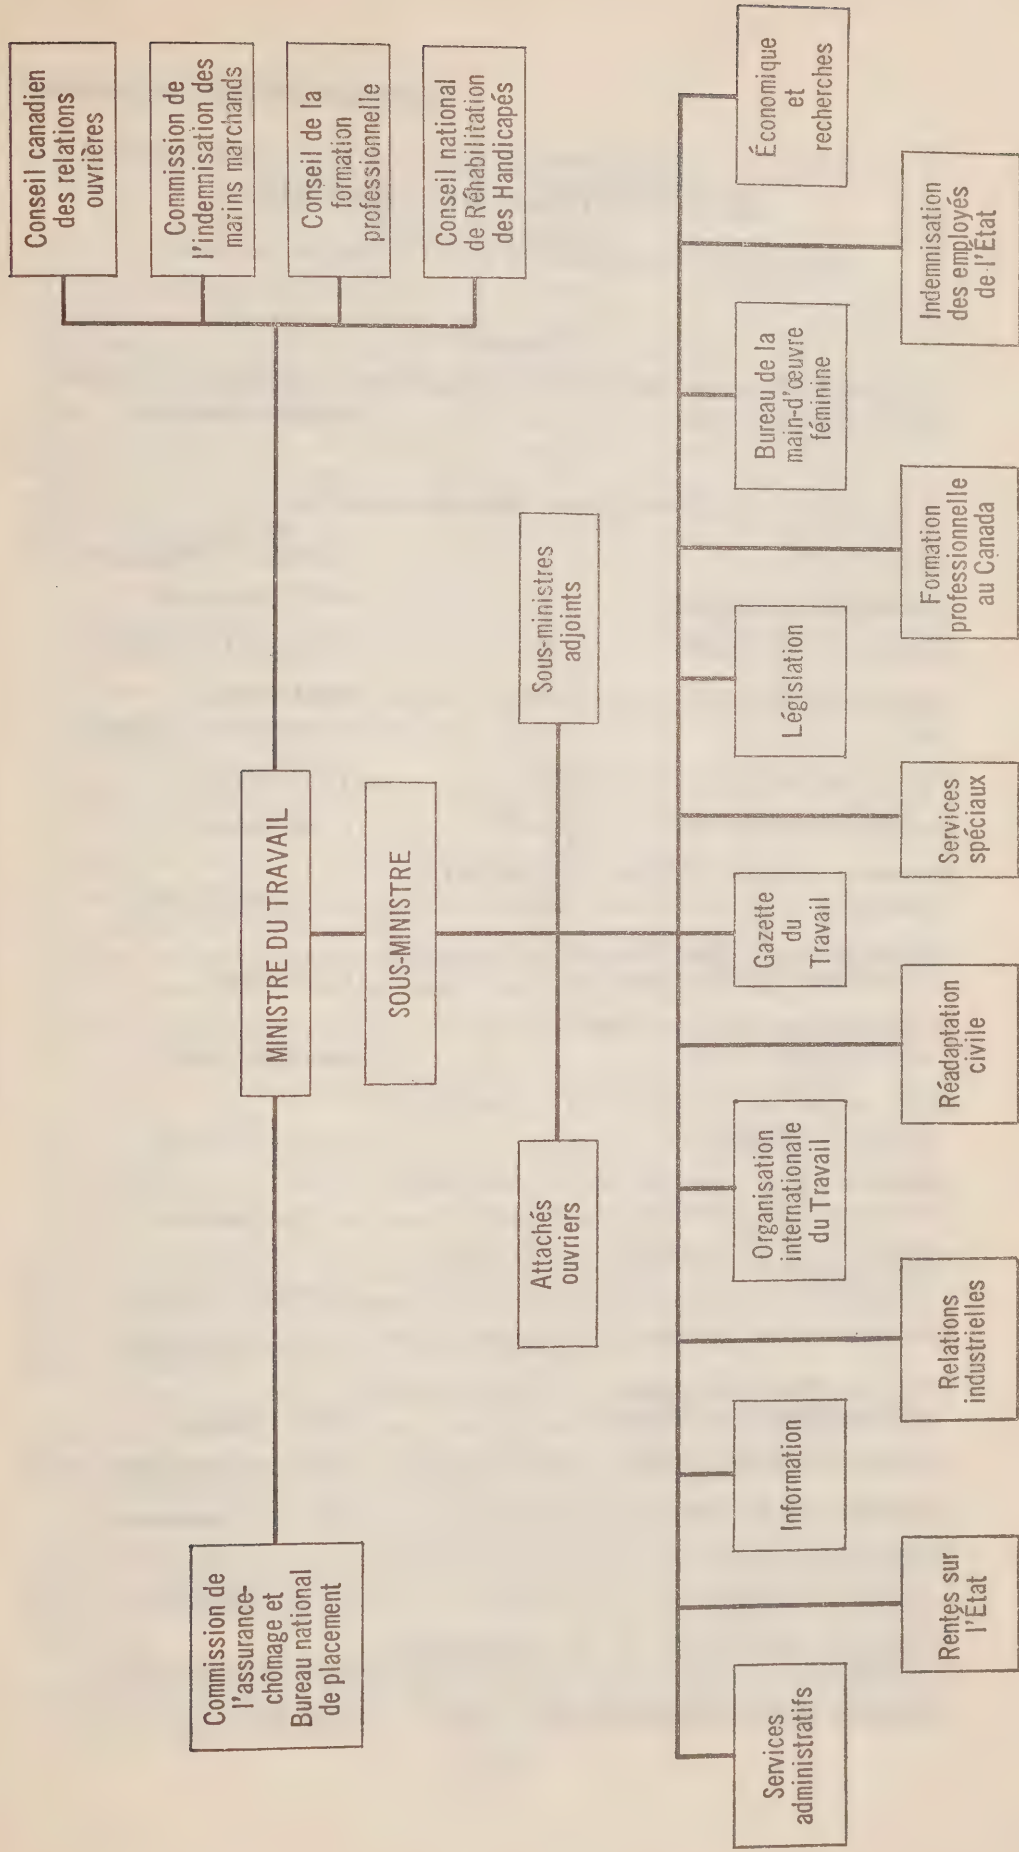 MINISTRE DU TRAVAIL
SOUS-MINISTRE
Commission de
l'assurance-
chômage et
Bureau national
de placement
Conseil canadien
des relations
ouvrières
Commission de
l'indemnisation des
marins marchands
Conseil de la
formation
professionnelle
Conseil national
de Réhabilitation
des Handicapés
Attachés
ouvriers
Sous-ministres
adjoints
Services
administratifs
Rentes sur
l'État
Information
Relations
industrielles
Organisation
internationale
du Travail
Réadaptation
civile
Gazette
du
Travail
Services
spéciaux
Législation
Formation
professionnelle
au Canada
Bureau de la
main-d'œuvre
féminine
Indemnisation
des employés
de l'État
Économique
et
recherches